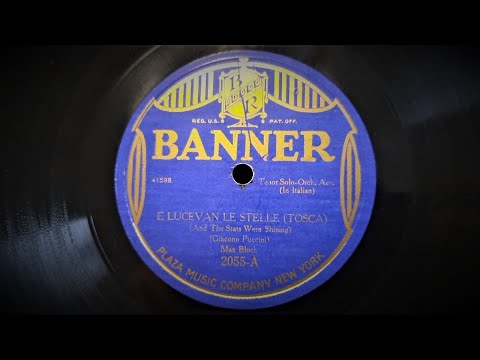 B
R
REG. U.S. & PAT. OFF.
BANNER
41598
Tenor Solo-Orch. Acc.
(In Italian)
E LUCEVAN LE STELLE (TOSCA)
(And The Stars Were Shining)
(Giacomo Puccini)
Max Bloch
2055-A
PLAZA MUSIC COMPANY NEW YORK